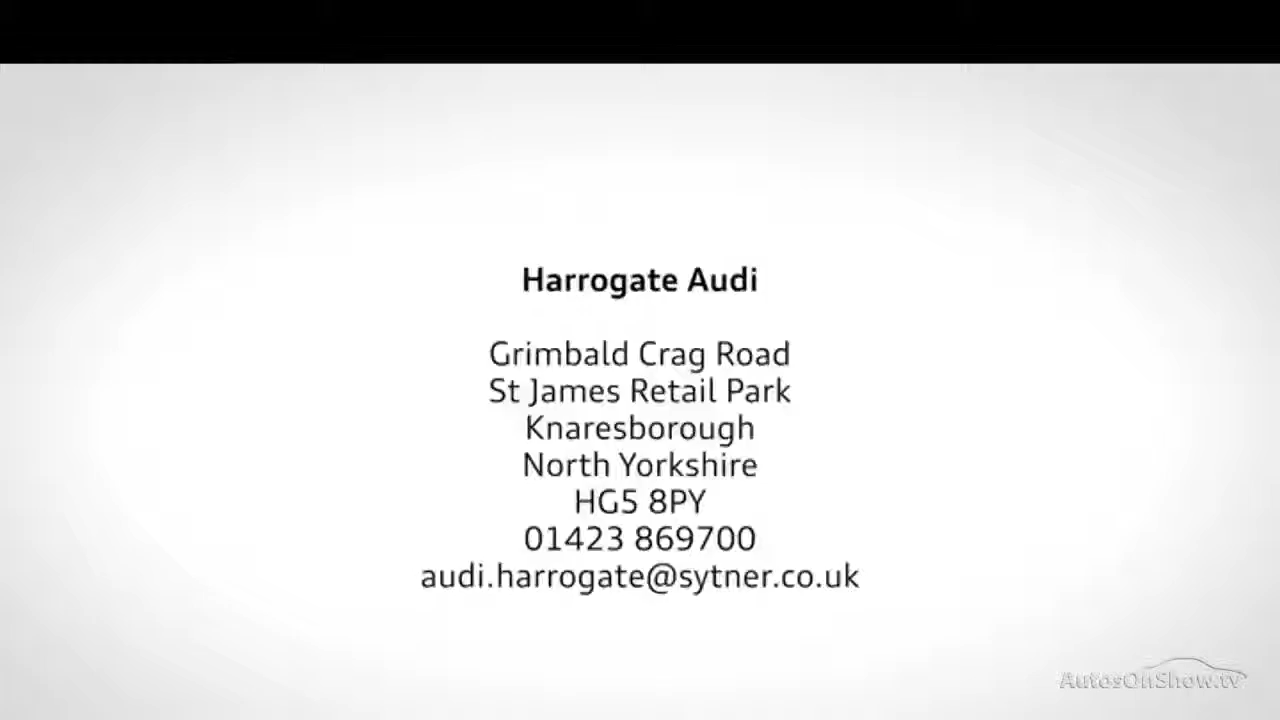 Harrogate Audi
Grimbald Crag Road
St James Retail Park
Knaresborough
North Yorkshire
HG5 8PY
01423 869700
audi.harrogate@sytner.co.uk
AutosOnShow.tv